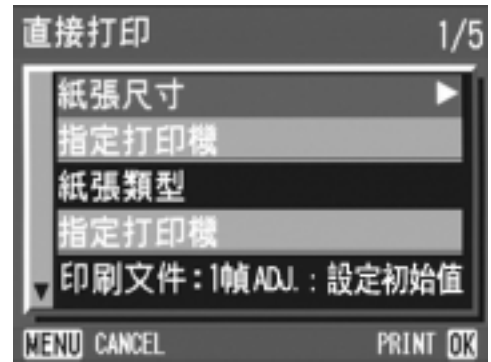 直接打印 1/5
紙張尺寸
指定打印機
紙張類型
指定打印機
印刷文件:1幀 ADJ.:設定初始值
MENU CANCEL PRINT OK